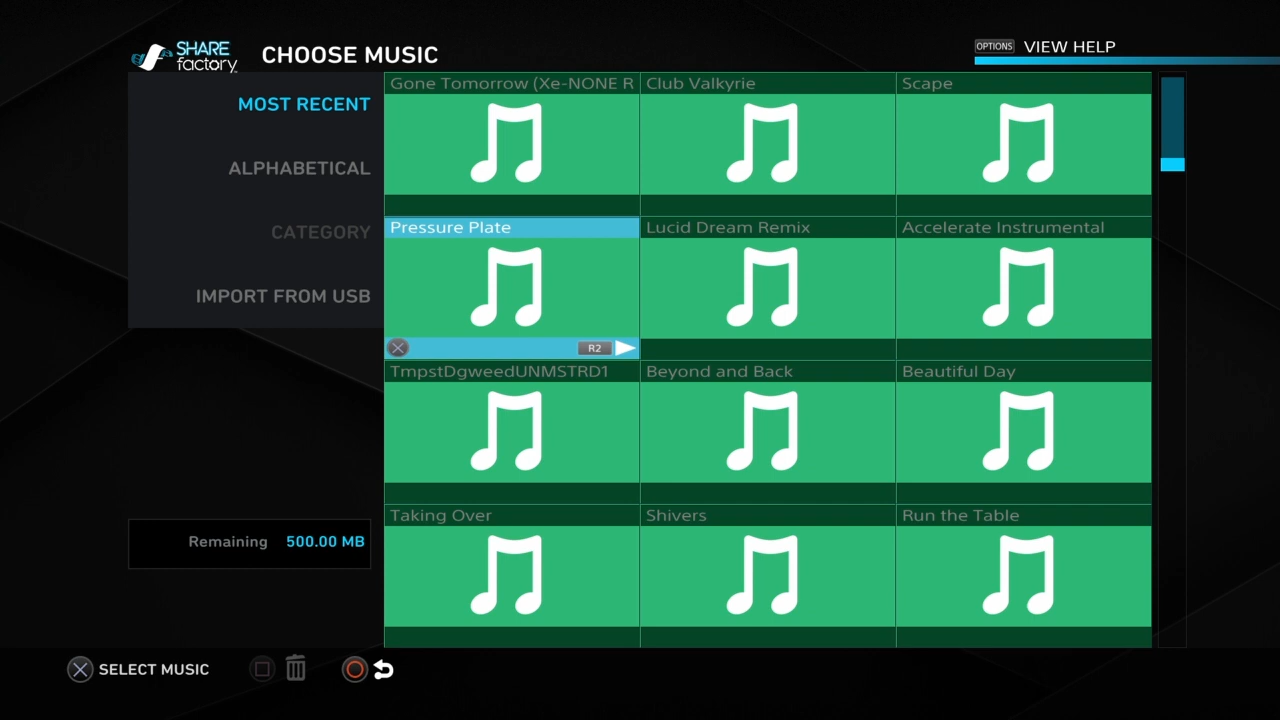 SHARE
factory™
CHOOSE MUSIC
OPTIONS VIEW HELP
MOST RECENT
ALPHABETICAL
CATEGORY
IMPORT FROM USB
Remaining 500.00 MB
Gone Tomorrow (Xe-NONE R
Club Valkyrie
Scape
Pressure Plate
R2
Lucid Dream Remix
Accelerate Instrumental
TmpstDgweedUNMSTRD1
Beyond and Back
Beautiful Day
Taking Over
Shivers
Run the Table
SELECT MUSIC